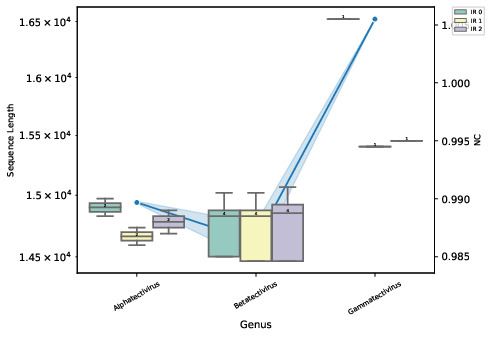 1.65 × 10⁴
1.6 × 10⁴
1.55 × 10⁴
1.5 × 10⁴
1.45 × 10⁴
Sequence Length
Alphatectivirus
Betatectivirus
Gammatectivirus
Genus
1.000
0.995
0.990
0.985
NC
IR 0
IR 1
IR 2